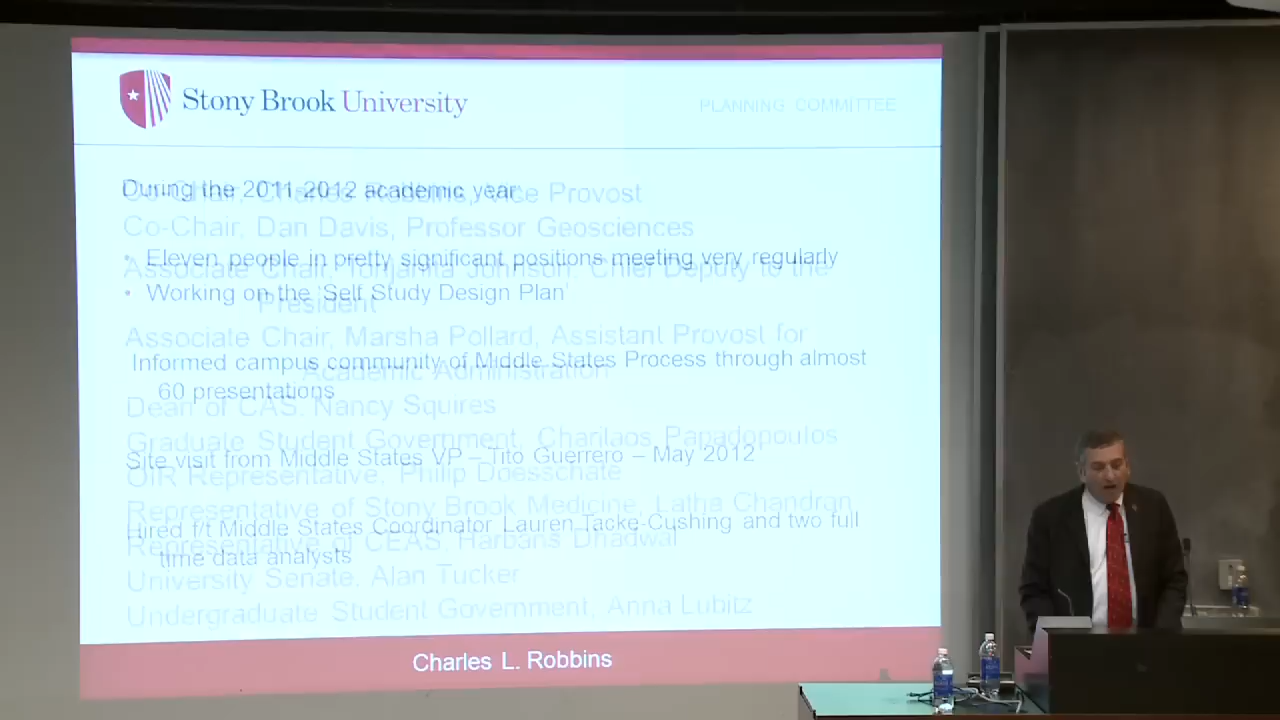 Stony Brook University
PLANNING COMMITTEE
During the 2011-2012 academic year
Co-Chair, Charles Robbins, Vice Provost
Co-Chair, Dan Davis, Professor Geosciences
• Eleven people in pretty significant positions meeting very regularly
Associate Chair, Johnson, Chief Deputy to the
• Working on the 'Self Study Design Plan'
President
Associate Chair, Marsha Pollard, Assistant Provost for
Informed campus community of Middle States Process through almost
Academic Administration
60 presentations
Dean of CAS, Nancy Squires
Graduate Student Government, Charilaos Papadopoulos
Site visit from Middle States VP – Tito Guerrero – May 2012
OIR Representative, Philip Doesschate
Representative of Stony Brook Medicine, Latha Chandran
Hired f/t Middle States Coordinator Lauren Tacke-Cushing and two full
Representative of CEAS, Harbans Dhadwal
time data analysts
University Senate, Alan Tucker
Undergraduate Student Government, Anna Lubitz
Charles L. Robbins